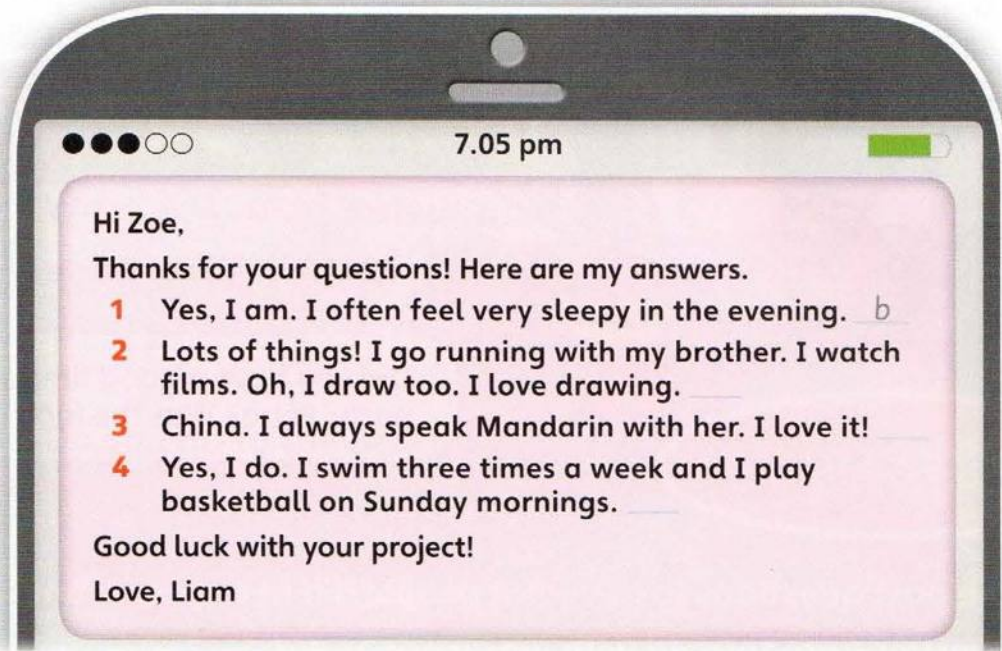 7.05 pm
Hi Zoe,
Thanks for your questions! Here are my answers.
1 Yes, I am. I often feel very sleepy in the evening. b
2 Lots of things! I go running with my brother. I watch
films. Oh, I draw too. I love drawing.
3 China. I always speak Mandarin with her. I love it!
4 Yes, I do. I swim three times a week and I play
basketball on Sunday mornings.
Good luck with your project!
Love, Liam